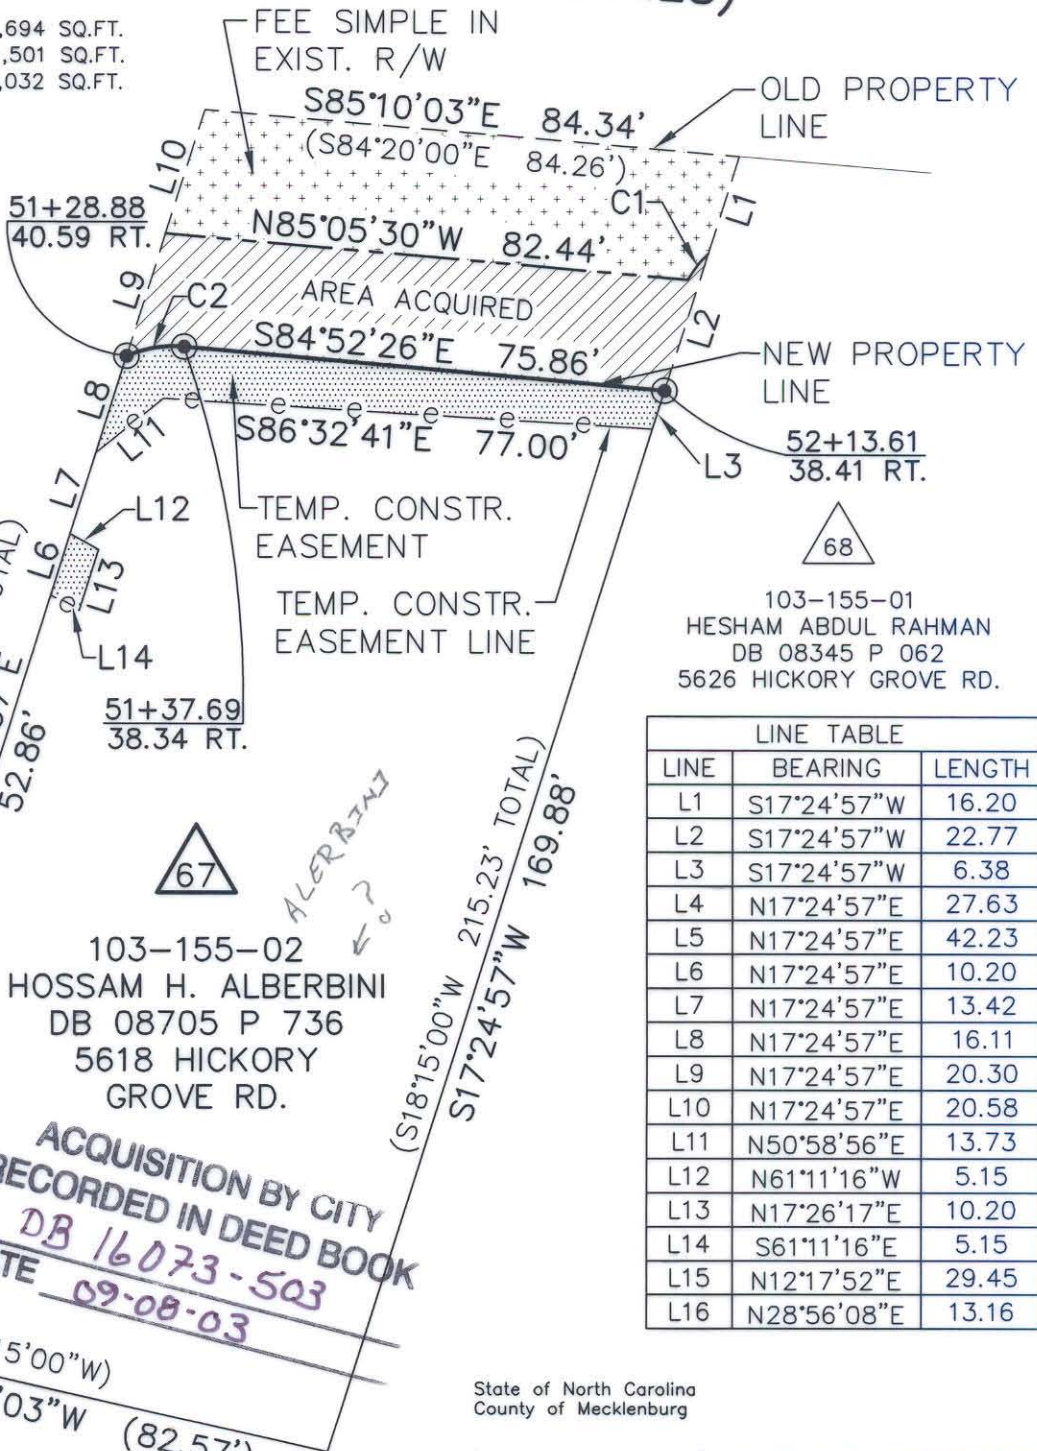 ,694 SQ.FT.
,501 SQ.FT.
,032 SQ.FT.
FEE SIMPLE IN
EXIST. R/W
OLD PROPERTY
LINE
S85°10'03"E 84.34'
(S84°20'00"E 84.26')
L10
C1
L1
51+28.88
40.59 RT.
N85°05'30"W 82.44'
L9
C2
AREA ACQUIRED
L2
S84°52'26"E 75.86'
NEW PROPERTY
LINE
L8
L11
e e e e e e e
S86°32'41"E 77.00'
L3
52+13.61
38.41 RT.
L7
L12
TEMP. CONSTR.
EASEMENT
68
L6
L13
e
L14
TEMP. CONSTR.
EASEMENT LINE
103-155-01
HESHAM ABDUL RAHMAN
DB 08345 P 062
5626 HICKORY GROVE RD.
TAL)
E
52.86'
51+37.69
38.34 RT.
(S18°15'00"W 215.23' TOTAL)
S17°24'57"W 169.88'
67
ALERBINI
← ?
103-155-02
HOSSAM H. ALBERBINI
DB 08705 P 736
5618 HICKORY
GROVE RD.
LINE TABLE
LINE BEARING LENGTH
L1 S17°24'57"W 16.20
L2 S17°24'57"W 22.77
L3 S17°24'57"W 6.38
L4 N17°24'57"E 27.63
L5 N17°24'57"E 42.23
L6 N17°24'57"E 10.20
L7 N17°24'57"E 13.42
L8 N17°24'57"E 16.11
L9 N17°24'57"E 20.30
L10 N17°24'57"E 20.58
L11 N50°58'56"E 13.73
L12 N61°11'16"W 5.15
L13 N17°26'17"E 10.20
L14 S61°11'16"E 5.15
L15 N12°17'52"E 29.45
L16 N28°56'08"E 13.16
ACQUISITION BY CITY
RECORDED IN DEED BOOK
DB 16073-503
TE 09-08-03
5'00"W)
'03"W (82.57')
State of North Carolina
County of Mecklenburg